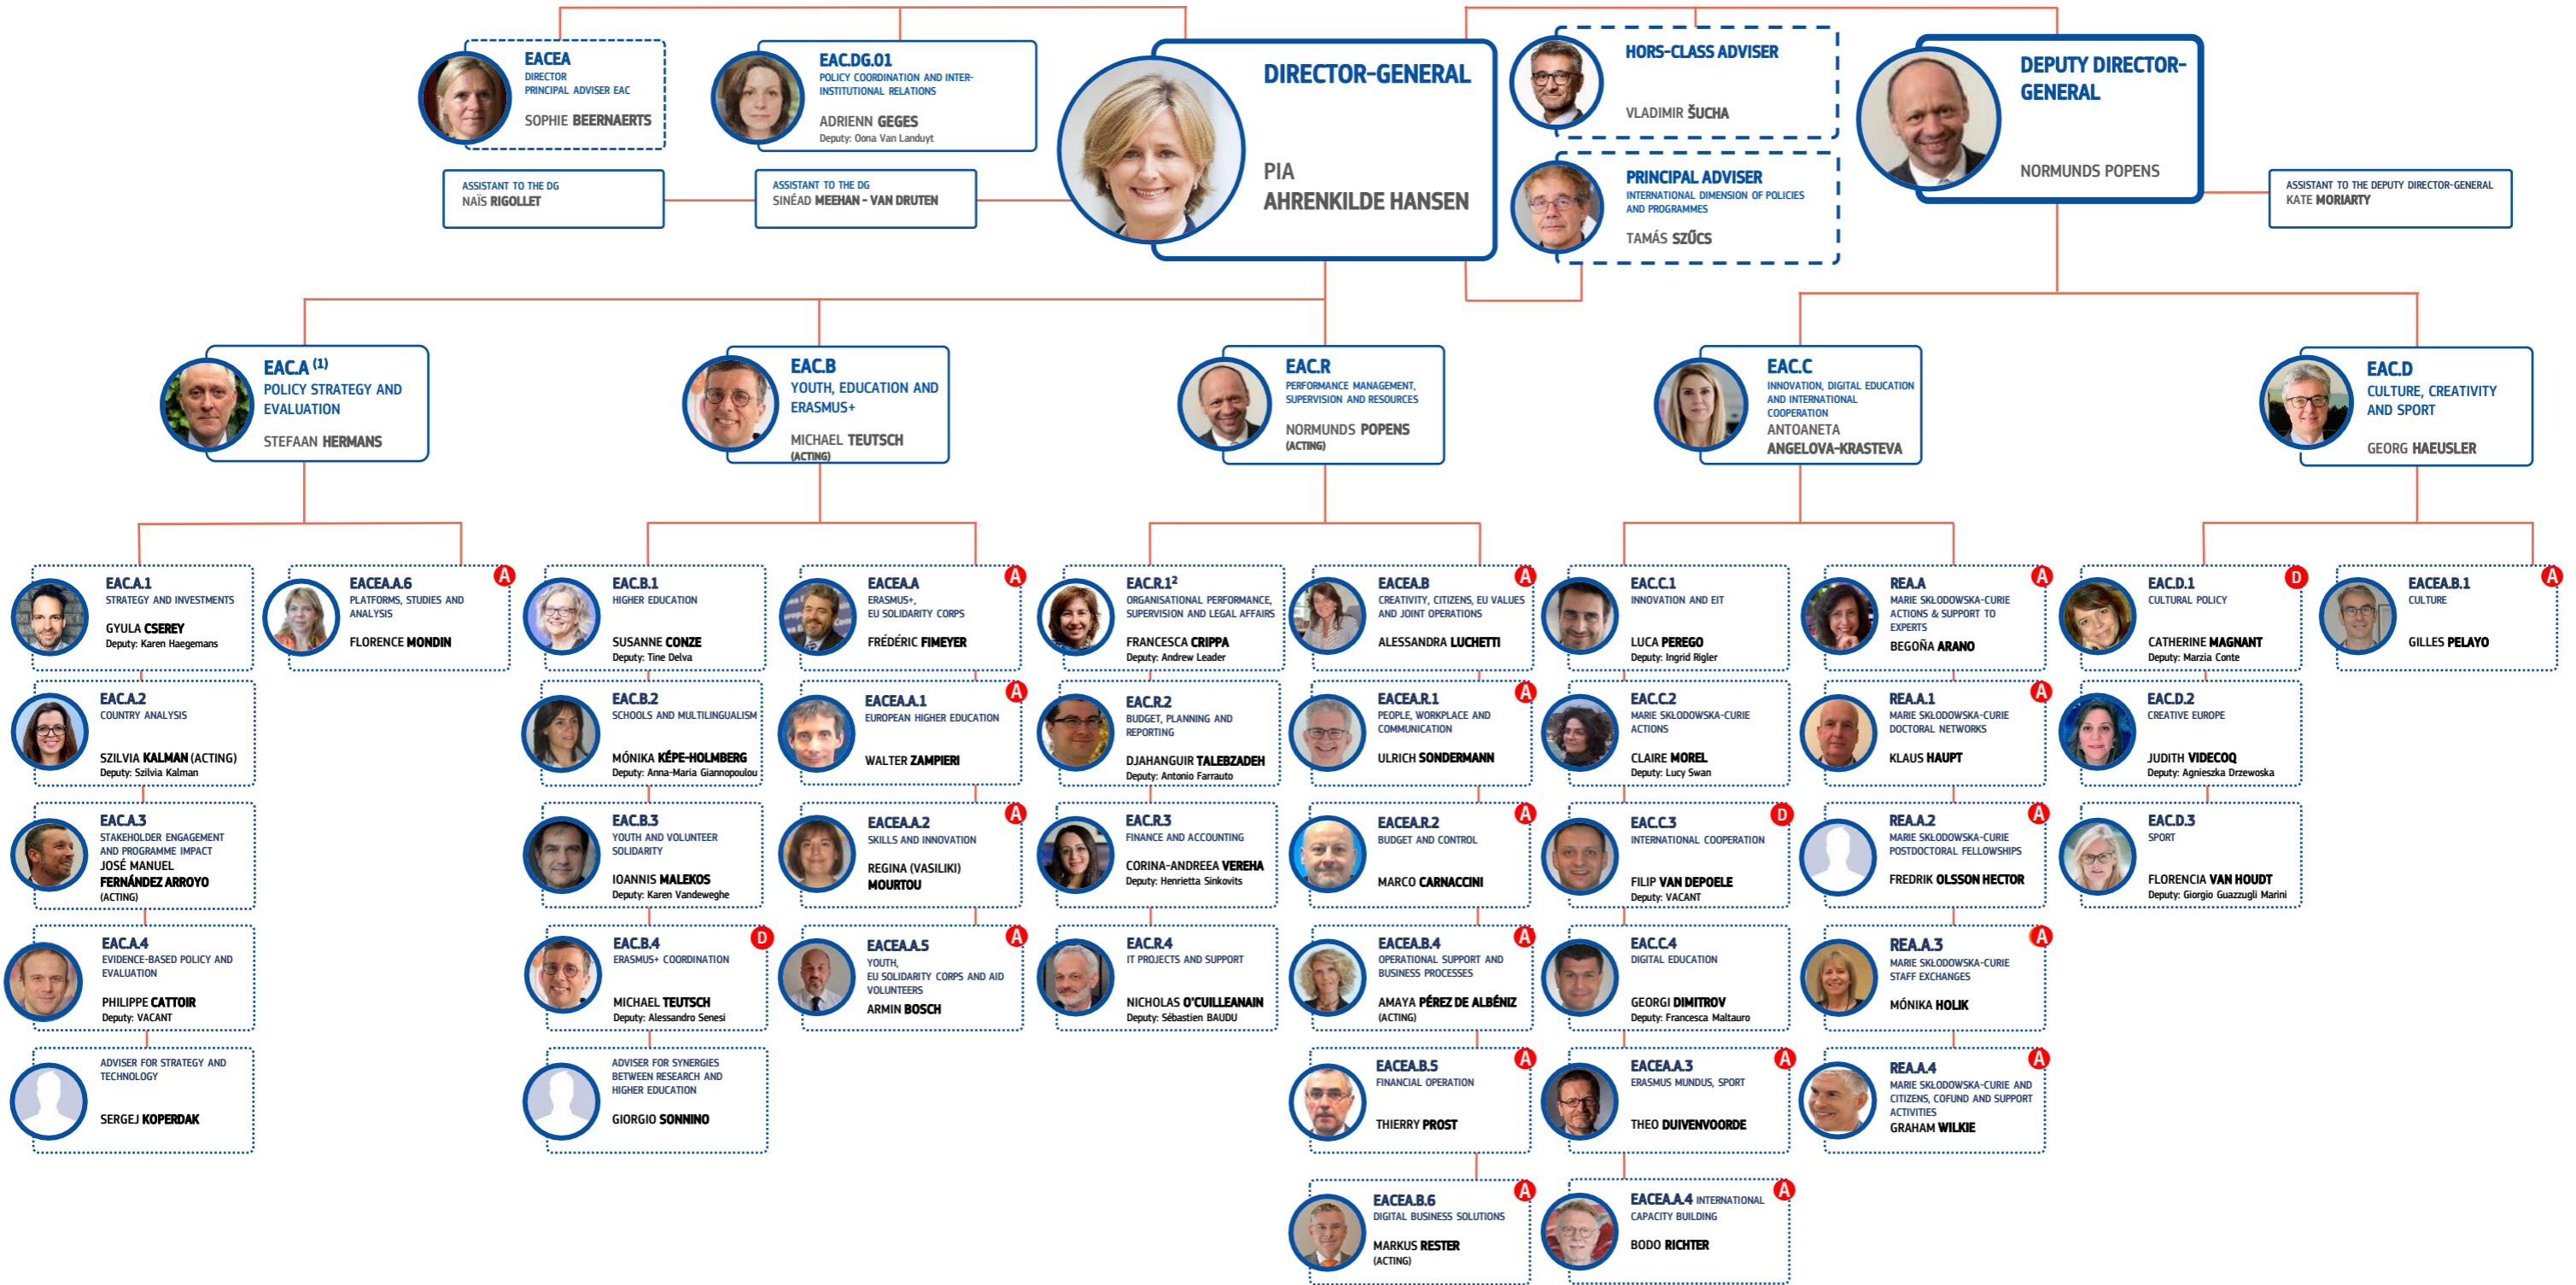 EACEA
DIRECTOR
PRINCIPAL ADVISER EAC
SOPHIE BEERNAERTS
EAC.DG.01
POLICY COORDINATION AND INTER-
INSTITUTIONAL RELATIONS
ADRIENN GEGES
Deputy: Oona Van Landuyt
DIRECTOR-GENERAL
PIA
AHRENKILDE HANSEN
HORS-CLASS ADVISER
VLADIMIR ŠUCHA
PRINCIPAL ADVISER
INTERNATIONAL DIMENSION OF POLICIES
AND PROGRAMMES
TAMÁS SZŰCS
DEPUTY DIRECTOR-
GENERAL
NORMUNDS POPENS
ASSISTANT TO THE DG
NAÏS RIGOLLET
ASSISTANT TO THE DG
SINÉAD MEEHAN - VAN DRUTEN
ASSISTANT TO THE DEPUTY DIRECTOR-GENERAL
KATE MORIARTY
EAC.A (1)
POLICY STRATEGY AND
EVALUATION
STEFAAN HERMANS
EAC.B
YOUTH, EDUCATION AND
ERASMUS+
MICHAEL TEUTSCH
(ACTING)
EAC.R
PERFORMANCE MANAGEMENT,
SUPERVISION AND RESOURCES
NORMUNDS POPENS
(ACTING)
EAC.C
INNOVATION, DIGITAL EDUCATION
AND INTERNATIONAL
COOPERATION
ANTOANETA
ANGELOVA-KRASTEVA
EAC.D
CULTURE, CREATIVITY
AND SPORT
GEORG HAEUSLER
EAC.A.1
STRATEGY AND INVESTMENTS
GYULA CSEREY
Deputy: Karen Haegemans
EAC.A.2
COUNTRY ANALYSIS
SZILVIA KALMAN (ACTING)
Deputy: Szilvia Kalman
EAC.A.3
STAKEHOLDER ENGAGEMENT
AND PROGRAMME IMPACT
JOSÉ MANUEL
FERNÁNDEZ ARROYO
(ACTING)
EAC.A.4
EVIDENCE-BASED POLICY AND
EVALUATION
PHILIPPE CATTOIR
Deputy: VACANT
ADVISER FOR STRATEGY AND
TECHNOLOGY
SERGEJ KOPERDAK
A
EACEA.A.6
PLATFORMS, STUDIES AND
ANALYSIS
FLORENCE MONDIN
EAC.B.1
HIGHER EDUCATION
SUSANNE CONZE
Deputy: Tine Delva
EAC.B.2
SCHOOLS AND MULTILINGUALISM
MÓNIKA KÉPE-HOLMBERG
Deputy: Anna-Maria Giannopoulou
EAC.B.3
YOUTH AND VOLUNTEER
SOLIDARITY
IOANNIS MALEKOS
Deputy: Karen Vandeweghe
D
EAC.B.4
ERASMUS+ COORDINATION
MICHAEL TEUTSCH
Deputy: Alessandro Senesi
ADVISER FOR SYNERGIES
BETWEEN RESEARCH AND
HIGHER EDUCATION
GIORGIO SONNINO
A
EACEA.A
ERASMUS+,
EU SOLIDARITY CORPS
FRÉDÉRIC FIMEYER
A
EACEA.A.1
EUROPEAN HIGHER EDUCATION
WALTER ZAMPIERI
A
EACEA.A.2
SKILLS AND INNOVATION
REGINA (VASILIKI)
MOURTOU
A
EACEA.A.5
YOUTH,
EU SOLIDARITY CORPS AND AID
VOLUNTEERS
ARMIN BOSCH
EAC.R.1²
ORGANISATIONAL PERFORMANCE,
SUPERVISION AND LEGAL AFFAIRS
FRANCESCA CRIPPA
Deputy: Andrew Leader
EAC.R.2
BUDGET, PLANNING AND
REPORTING
DJAHANGUIR TALEBZADEH
Deputy: Antonio Farrauto
EAC.R.3
FINANCE AND ACCOUNTING
CORINA-ANDREEA VEREHA
Deputy: Henrietta Sinkovits
EAC.R.4
IT PROJECTS AND SUPPORT
NICHOLAS O'CUILLEANAIN
Deputy: Sébastien BAUDU
A
EACEA.B
CREATIVITY, CITIZENS, EU VALUES
AND JOINT OPERATIONS
ALESSANDRA LUCHETTI
A
EACEA.R.1
PEOPLE, WORKPLACE AND
COMMUNICATION
ULRICH SONDERMANN
A
EACEA.R.2
BUDGET AND CONTROL
MARCO CARNACCINI
A
EACEA.B.4
OPERATIONAL SUPPORT AND
BUSINESS PROCESSES
AMAYA PÉREZ DE ALBÉNIZ
(ACTING)
A
EACEA.B.5
FINANCIAL OPERATION
THIERRY PROST
A
EACEA.B.6
DIGITAL BUSINESS SOLUTIONS
MARKUS RESTER
(ACTING)
EAC.C.1
INNOVATION AND EIT
LUCA PEREGO
Deputy: Ingrid Rigler
EAC.C.2
MARIE SKŁODOWSKA-CURIE
ACTIONS
CLAIRE MOREL
Deputy: Lucy Swan
D
EAC.C.3
INTERNATIONAL COOPERATION
FILIP VAN DEPOELE
Deputy: VACANT
EAC.C.4
DIGITAL EDUCATION
GEORGI DIMITROV
Deputy: Francesca Maltauro
A
EACEA.A.3
ERASMUS MUNDUS, SPORT
THEO DUIVENVOORDE
A
EACEA.A.4 INTERNATIONAL
CAPACITY BUILDING
BODO RICHTER
A
REA.A
MARIE SKŁODOWSKA-CURIE
ACTIONS & SUPPORT TO
EXPERTS
BEGOÑA ARANO
A
REA.A.1
MARIE SKŁODOWSKA-CURIE
DOCTORAL NETWORKS
KLAUS HAUPT
A
REA.A.2
MARIE SKŁODOWSKA-CURIE
POSTDOCTORAL FELLOWSHIPS
FREDRIK OLSSON HECTOR
A
REA.A.3
MARIE SKŁODOWSKA-CURIE
STAFF EXCHANGES
MÓNIKA HOLIK
A
REA.A.4
MARIE SKŁODOWSKA-CURIE AND
CITIZENS, COFUND AND SUPPORT
ACTIVITIES
GRAHAM WILKIE
D
EAC.D.1
CULTURAL POLICY
CATHERINE MAGNANT
Deputy: Marzia Conte
EAC.D.2
CREATIVE EUROPE
JUDITH VIDECOQ
Deputy: Agnieszka Drzewoska
EAC.D.3
SPORT
FLORENCIA VAN HOUDT
Deputy: Giorgio Guazzugli Marini
A
EACEA.B.1
CULTURE
GILLES PELAYO